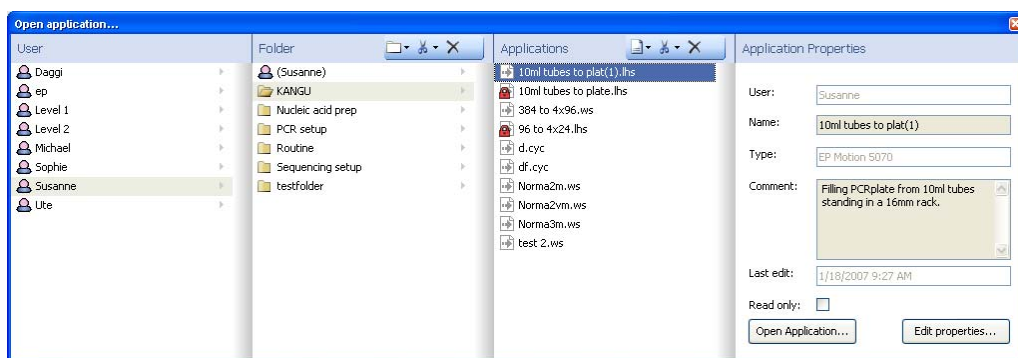 Open application...
User
Daggi
ep
Level 1
Level 2
Michael
Sophie
Susanne
Ute
Folder
(Susanne)
KANGU
Nucleic acid prep
PCR setup
Routine
Sequencing setup
testfolder
Applications
10ml tubes to plat(1).lhs
10ml tubes to plate.lhs
384 to 4x96.ws
96 to 4x24.lhs
d.cyc
df.cyc
Norma2m.ws
Norma2vm.ws
Norma3m.ws
test 2.ws
Application Properties
User: Susanne
Name: 10ml tubes to plat(1)
Type: EP Motion 5070
Comment: Filling PCRplate from 10ml tubes
standing in a 16mm rack.
Last edit: 1/18/2007 9:27 AM
Read only:
Open Application... Edit properties...